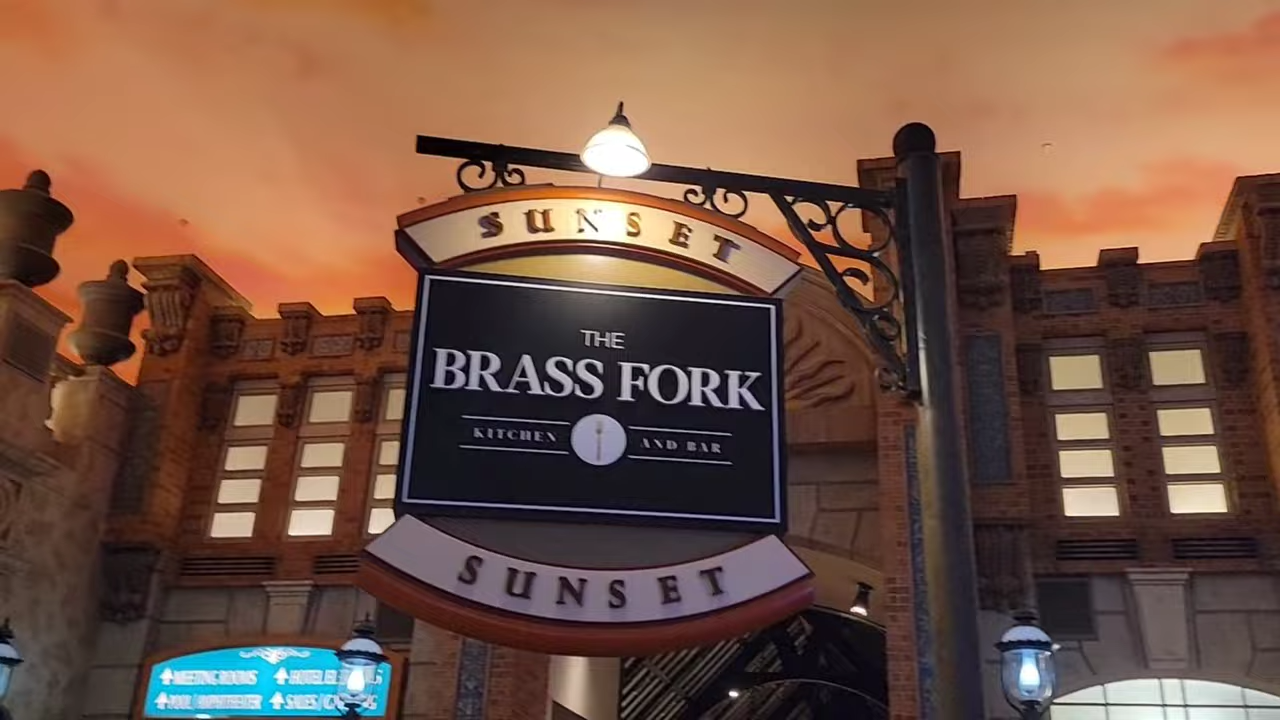 SUNSET
THE
BRASS FORK
KITCHEN AND BAR
SUNSET
MEETING ROOMS